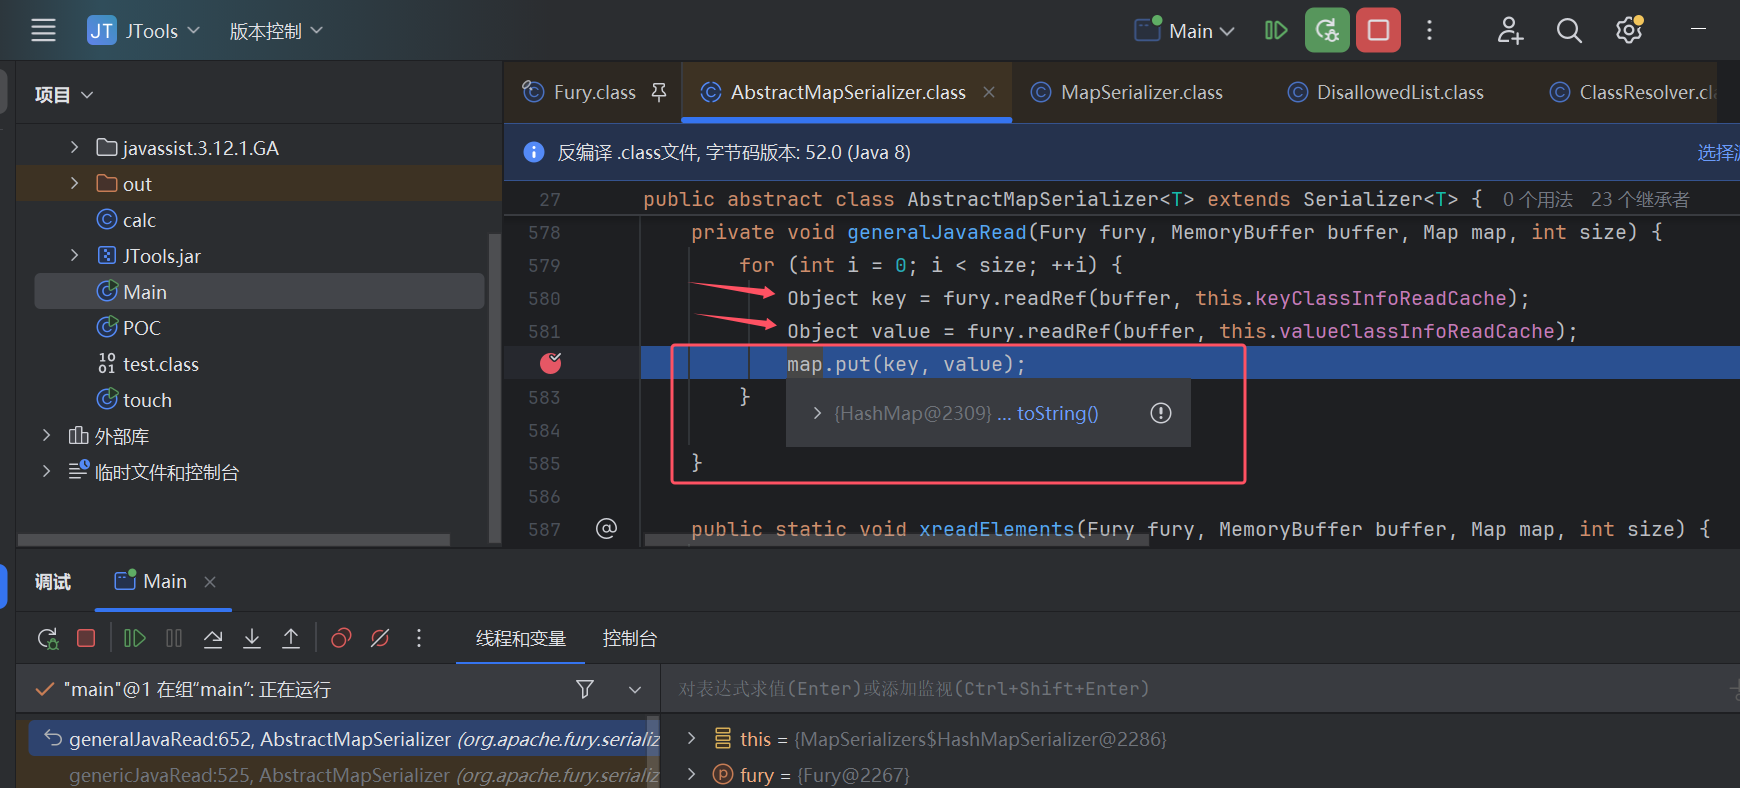 JT JTools 版本控制 Main
项目
Fury.class AbstractMapSerializer.class MapSerializer.class DisallowedList.class ClassResolver.cl
javassist.3.12.1.GA
out
calc
JTools.jar
Main
POC
test.class
touch
外部库
临时文件和控制台
反编译 .class文件, 字节码版本: 52.0 (Java 8) 选择
27 public abstract class AbstractMapSerializer<T> extends Serializer<T> { 0 个用法 23 个继承者
578 private void generalJavaRead(Fury fury, MemoryBuffer buffer, Map map, int size) {
579 for (int i = 0; i < size; ++i) {
580 Object key = fury.readRef(buffer, this.keyClassInfoReadCache);
581 Object value = fury.readRef(buffer, this.valueClassInfoReadCache);
map.put(key, value);
583 }
{HashMap@2309} ... toString()
584
585 }
586
587 @ public static void xreadElements(Fury fury, MemoryBuffer buffer, Map map, int size) {
调试 Main
线程和变量 控制台
"main"@1 在组“main”: 正在运行
对表达式求值(Enter)或添加监视(Ctrl+Shift+Enter)
generalJavaRead:652, AbstractMapSerializer (org.apache.fury.serializ
genericJavaRead:525, AbstractMapSerializer (org.apache.fury.serializ
this = {MapSerializers$HashMapSerializer@2286}
fury = {Fury@2267}